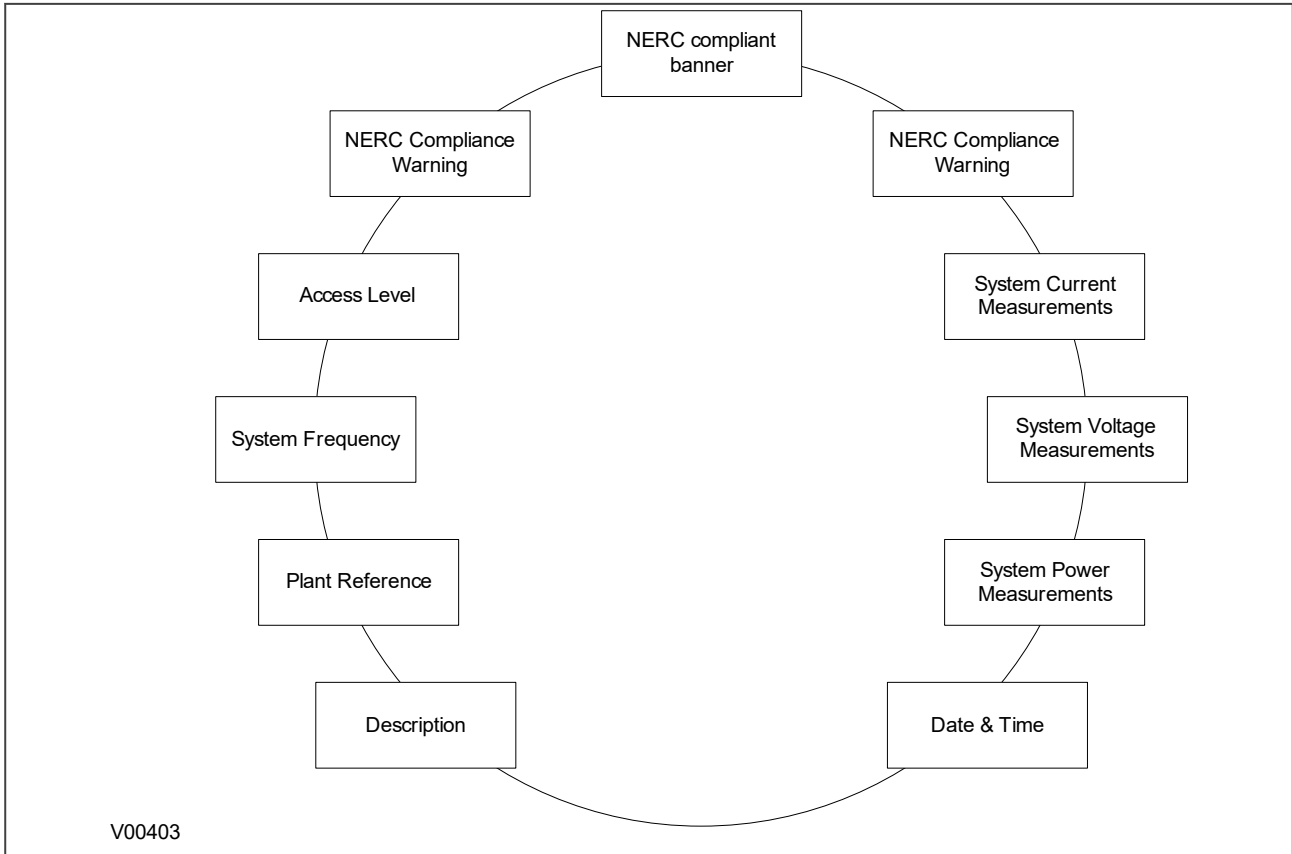 NERC compliant
banner
NERC Compliance
Warning
NERC Compliance
Warning
Access Level
System Current
Measurements
System Frequency
System Voltage
Measurements
Plant Reference
System Power
Measurements
Description
Date & Time
V00403